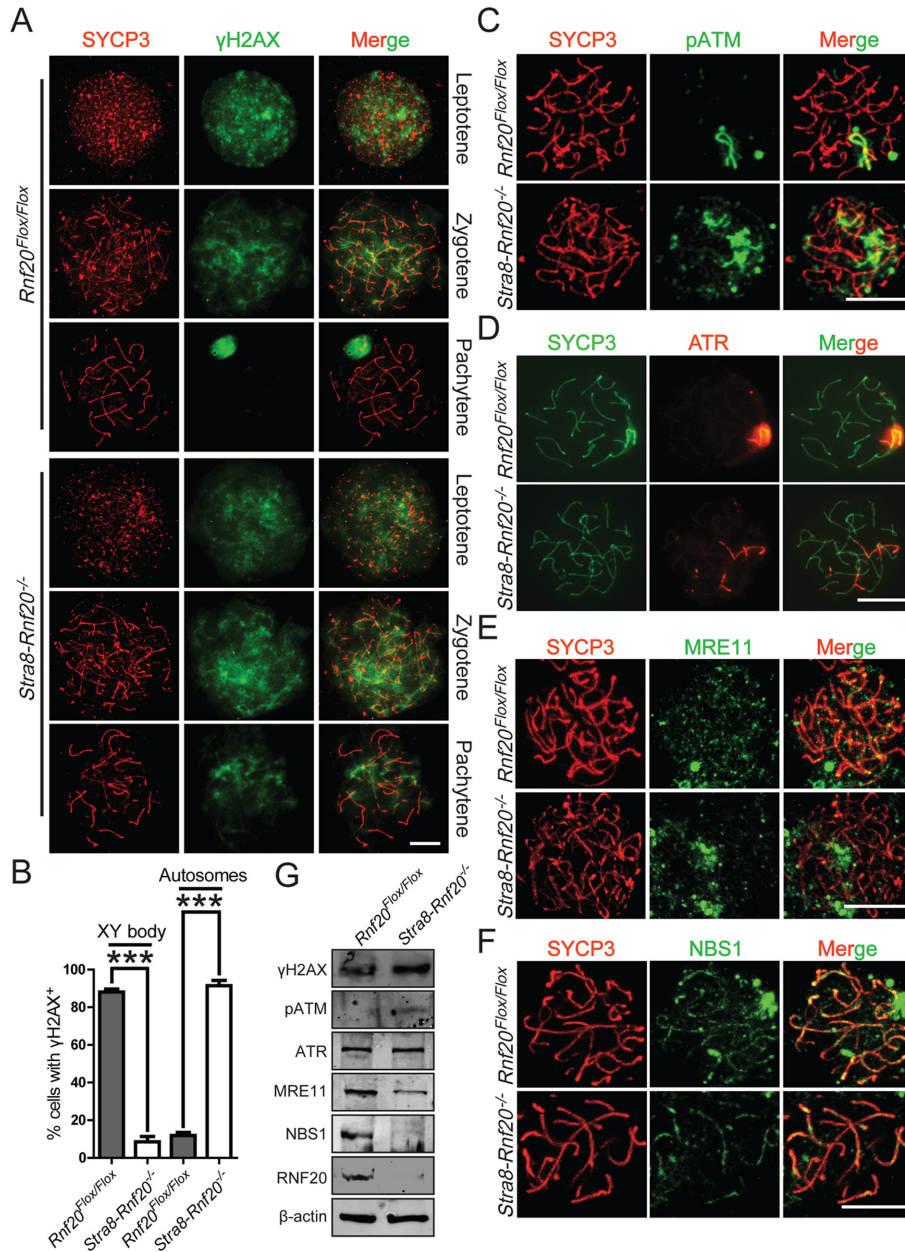 A
SYCP3 γH2AX Merge
Rnf20Flox/Flox
Leptotene
Zygotene
Pachytene
Stra8-Rnf20-/-
Leptotene
Zygotene
Pachytene
B
Autosomes
***
XY body
***
% cells with γH2AX+
100
80
60
40
20
0
Rnf20Flox/Flox
Stra8-Rnf20-/-
Rnf20Flox/Flox
Stra8-Rnf20-/-
C
SYCP3 pATM Merge
Rnf20Flox/Flox
Stra8-Rnf20-/-
D
SYCP3 ATR Merge
Rnf20Flox/Flox
Stra8-Rnf20-/-
E
SYCP3 MRE11 Merge
Rnf20Flox/Flox
Stra8-Rnf20-/-
F
SYCP3 NBS1 Merge
Rnf20Flox/Flox
Stra8-Rnf20-/-
G
Rnf20Flox/Flox
Stra8-Rnf20-/-
γH2AX
pATM
ATR
MRE11
NBS1
RNF20
β-actin